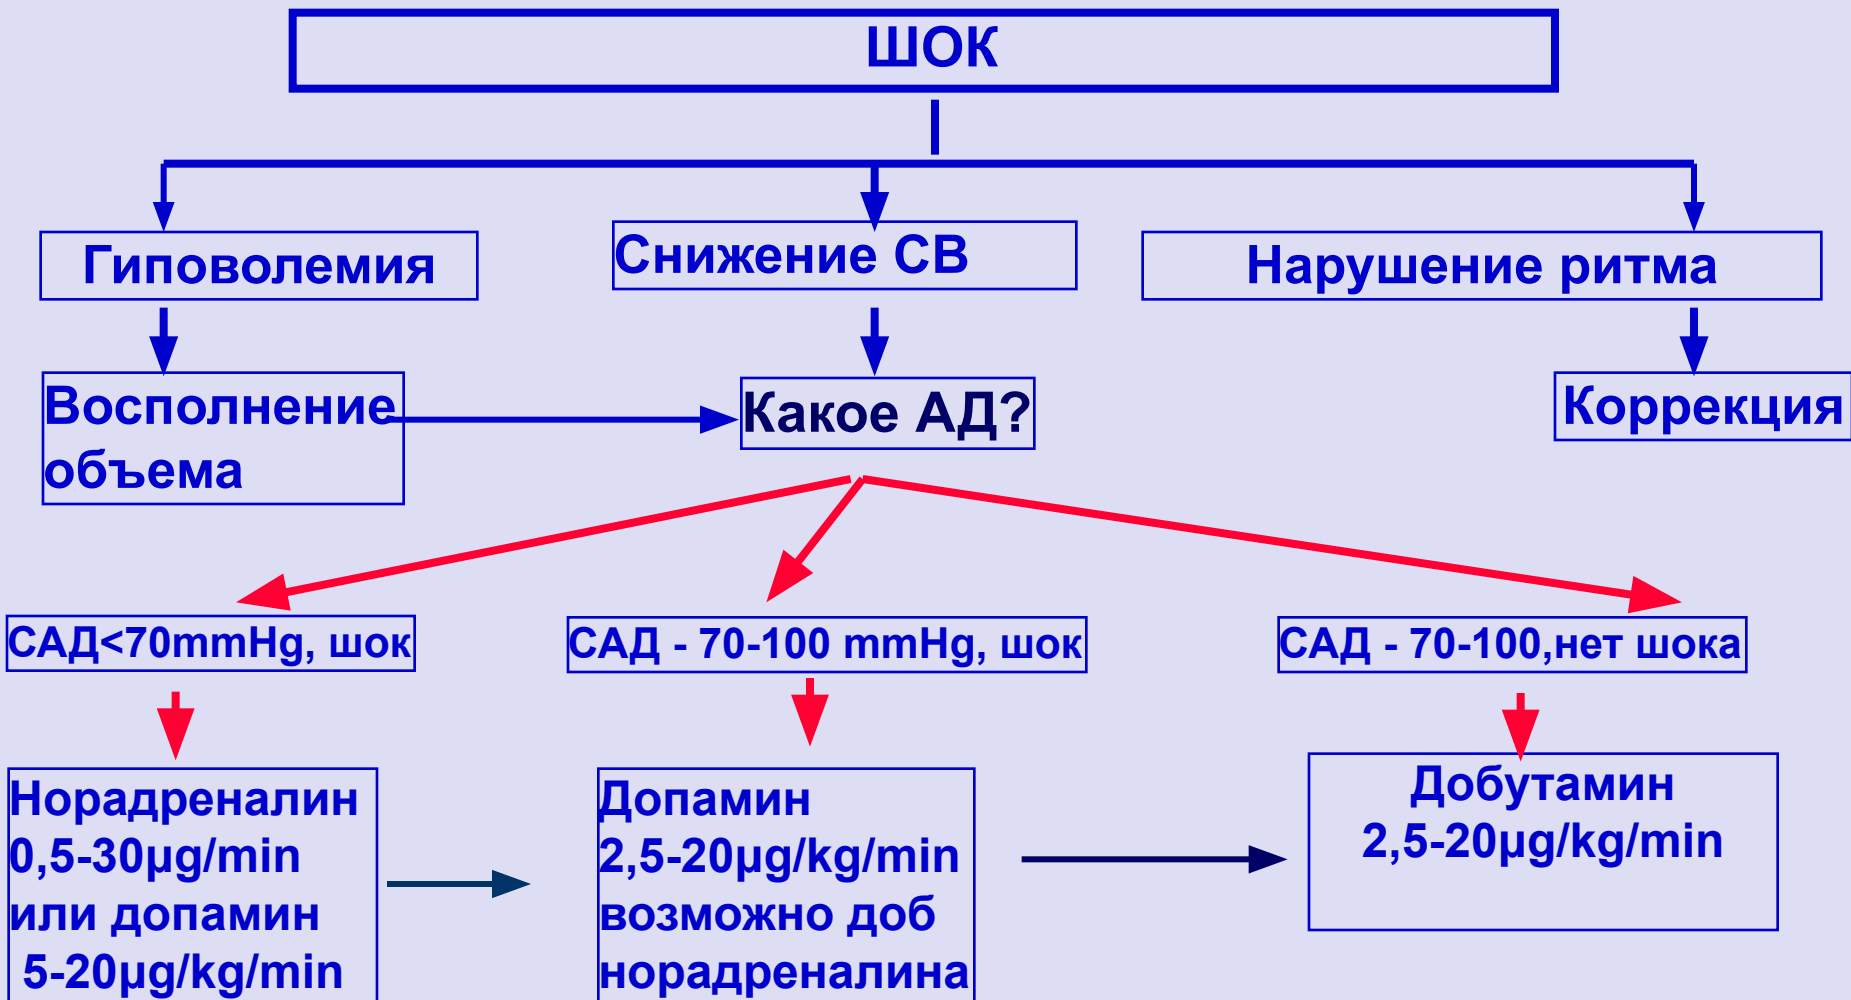 ШОК
Гиповолемия
Снижение СВ
Нарушение ритма
Восполнение
объема
Какое АД?
Коррекция
САД<70mmHg, шок
САД - 70-100 mmHg, шок
САД - 70-100,нет шока
Норадреналин
0,5-30µg/min
или допамин
5-20µg/kg/min
Допамин
2,5-20µg/kg/min
возможно доб
норадреналина
Добутамин
2,5-20µg/kg/min